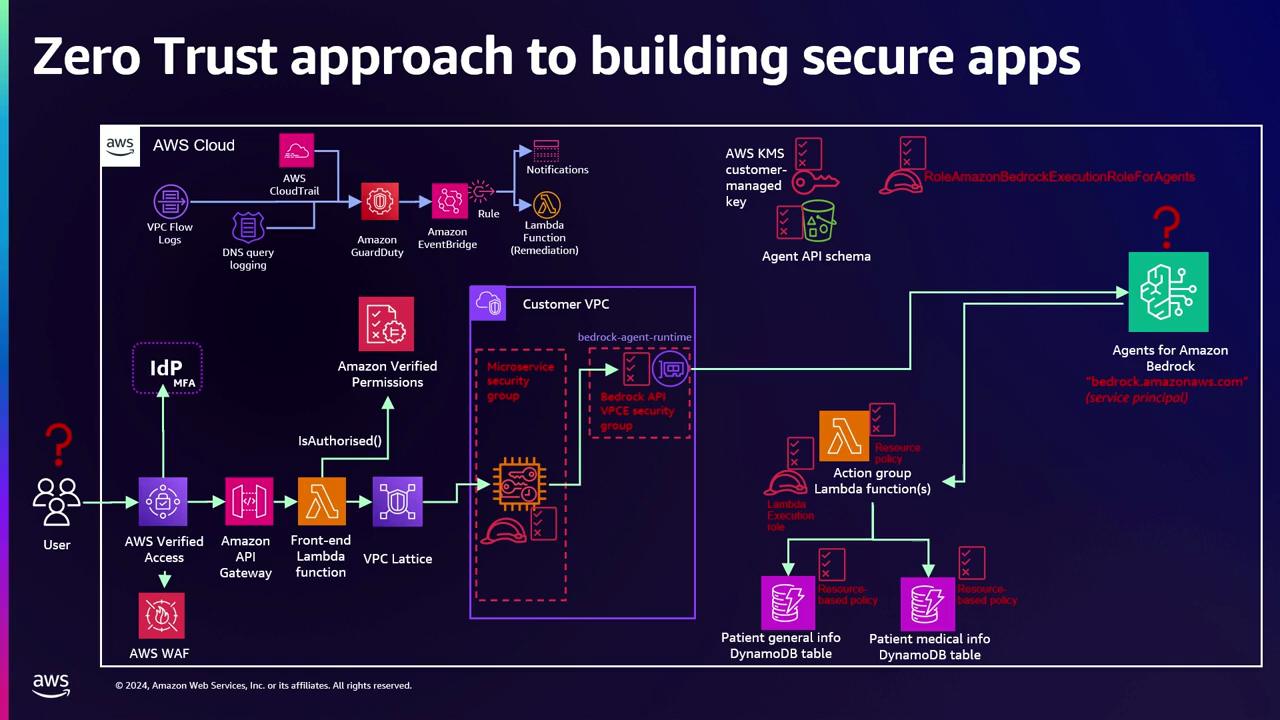 Zero Trust approach to building secure apps
aws
AWS Cloud
AWS
CloudTrail
VPC Flow
Logs
DNS query
logging
Amazon
GuardDuty
Amazon
EventBridge
Rule
Notifications
Lambda
Function
(Remediation)
AWS KMS
customer-
managed
key
RoleAmazonBedrockExecutionRoleForAgents
Agent API schema
?
Agents for Amazon
Bedrock
"bedrock.amazonaws.com"
(service principal)
Customer VPC
bedrock-agent-runtime
Microservice
security
group
Bedrock API
VPCE security
group
IdP
MFA
Amazon Verified
Permissions
IsAuthorised()
?
User
AWS Verified
Access
Amazon
API
Gateway
Front-end
Lambda
function
VPC Lattice
AWS WAF
Resource
policy
Action group
Lambda function(s)
Lambda
Execution
role
Resource-
based policy
Resource-
based policy
Patient general info
DynamoDB table
Patient medical info
DynamoDB table
aws
© 2024, Amazon Web Services, Inc. or its affiliates. All rights reserved.